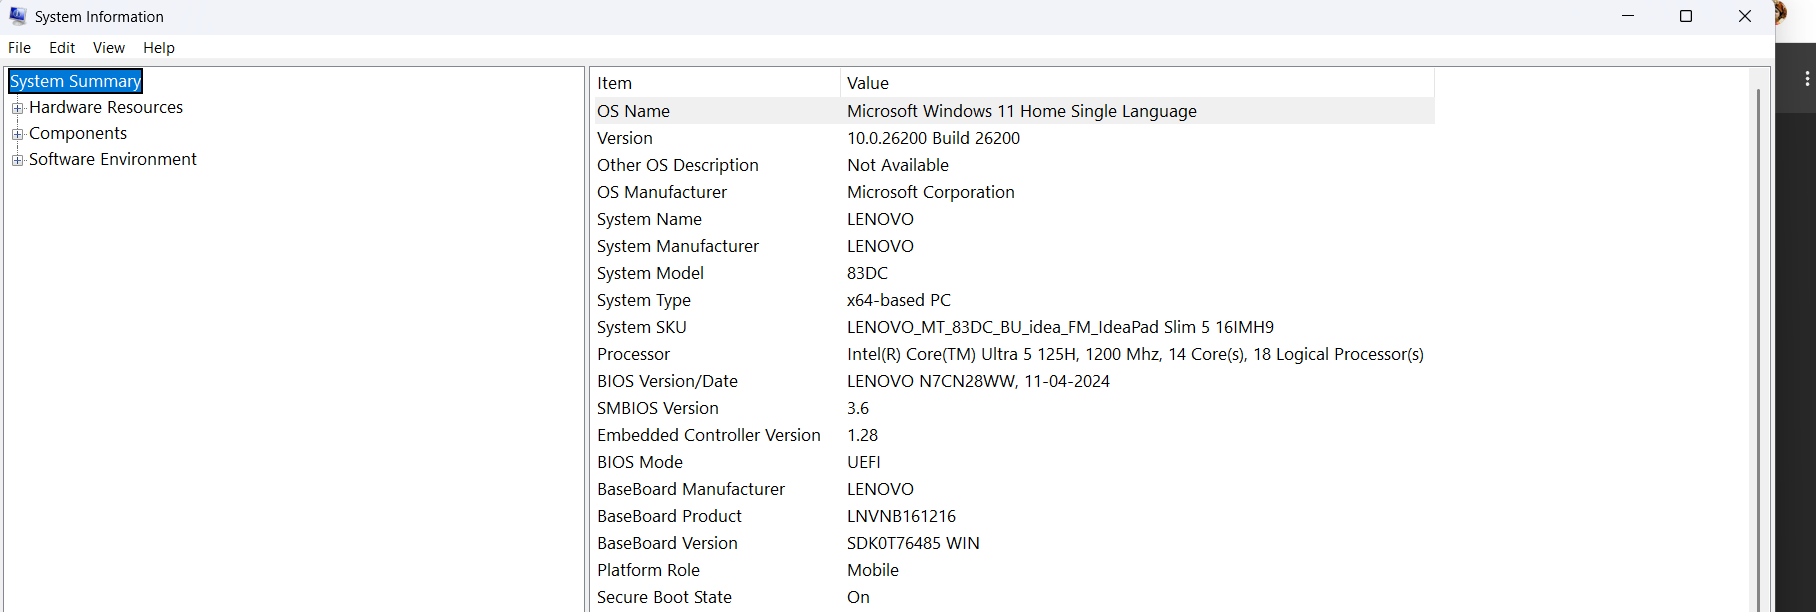 System Information
File Edit View Help
System Summary
Hardware Resources
Components
Software Environment
Item Value
OS Name Microsoft Windows 11 Home Single Language
Version 10.0.26200 Build 26200
Other OS Description Not Available
OS Manufacturer Microsoft Corporation
System Name LENOVO
System Manufacturer LENOVO
System Model 83DC
System Type x64-based PC
System SKU LENOVO_MT_83DC_BU_idea_FM_IdeaPad Slim 5 16IMH9
Processor Intel(R) Core(TM) Ultra 5 125H, 1200 Mhz, 14 Core(s), 18 Logical Processor(s)
BIOS Version/Date LENOVO N7CN28WW, 11-04-2024
SMBIOS Version 3.6
Embedded Controller Version 1.28
BIOS Mode UEFI
BaseBoard Manufacturer LENOVO
BaseBoard Product LNVNB161216
BaseBoard Version SDK0T76485 WIN
Platform Role Mobile
Secure Boot State On